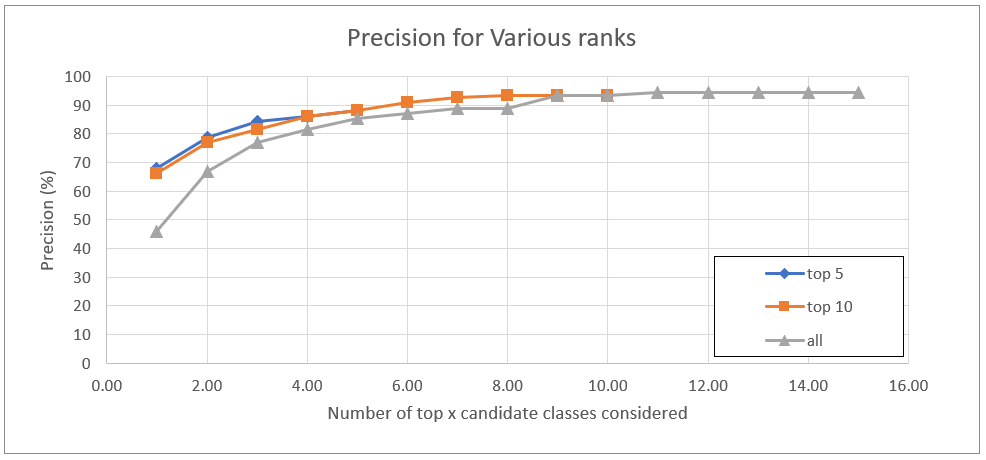 Precision for Various ranks
100
90
80
70
60
50
40
30
20
10
0
Precision (%)
0.00 2.00 4.00 6.00 8.00 10.00 12.00 14.00 16.00
Number of top x candidate classes considered
top 5
top 10
all